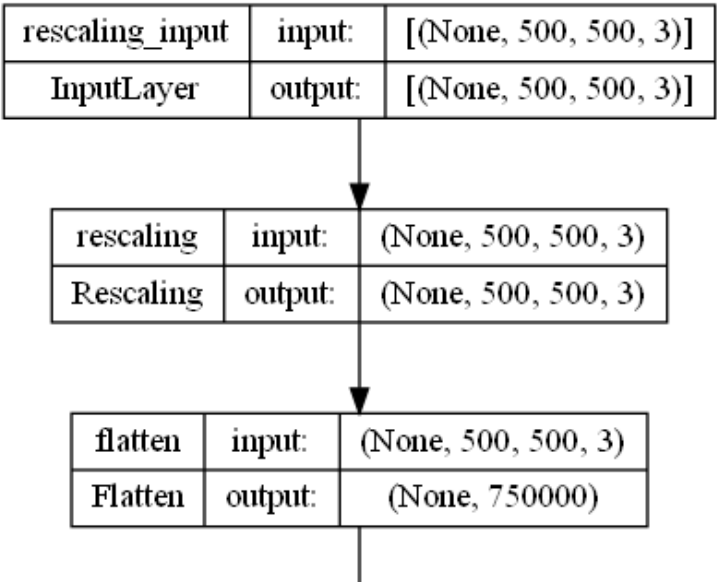 rescaling_input input: [(None, 500, 500, 3)]
InputLayer output: [(None, 500, 500, 3)]
rescaling input: (None, 500, 500, 3)
Rescaling output: (None, 500, 500, 3)
flatten input: (None, 500, 500, 3)
Flatten output: (None, 750000)